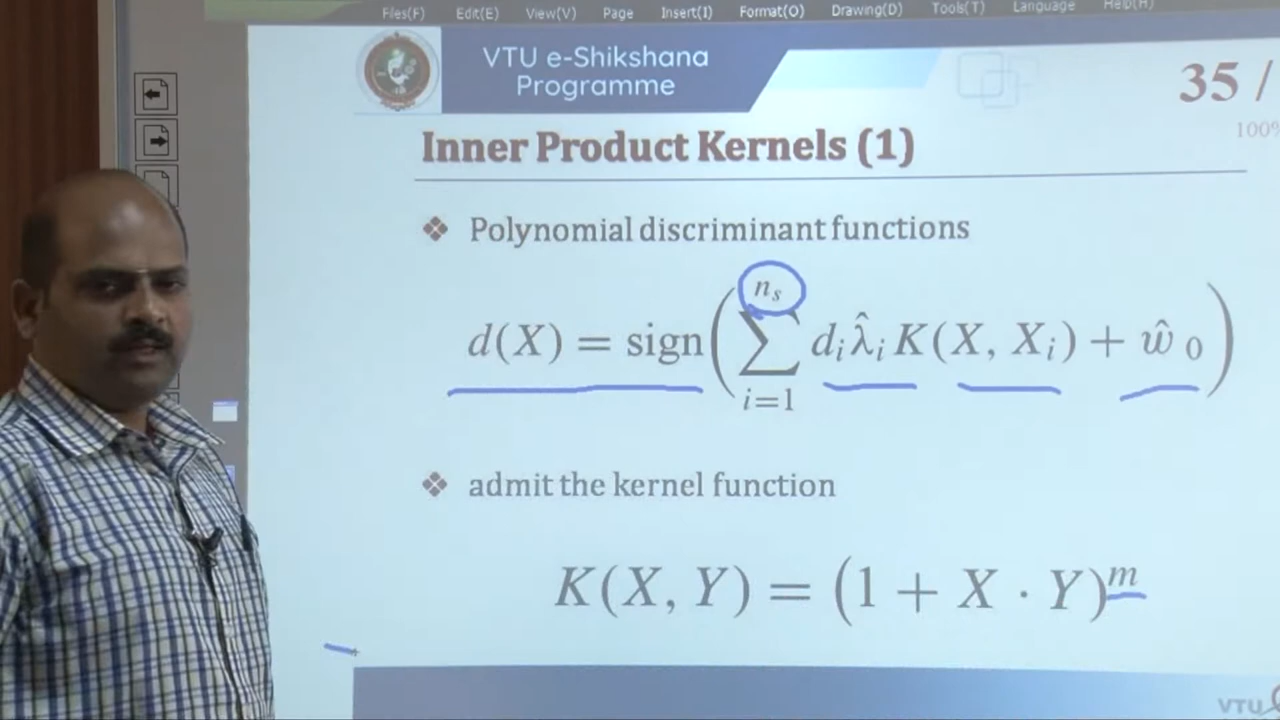 Files(F) Edit(E) View(V) Page Insert(I) Format(O) Drawing(D) Tools(T) Language Help(H)
VTU e-Shikshana
Programme
35 /
100%
Inner Product Kernels (1)
❖ Polynomial discriminant functions
d(X) = sign(∑_{i=1}^{n_s} d_i λ̂_i K(X, X_i) + ŵ_0)
❖ admit the kernel function
K(X, Y) = (1 + X · Y)^m
VTU